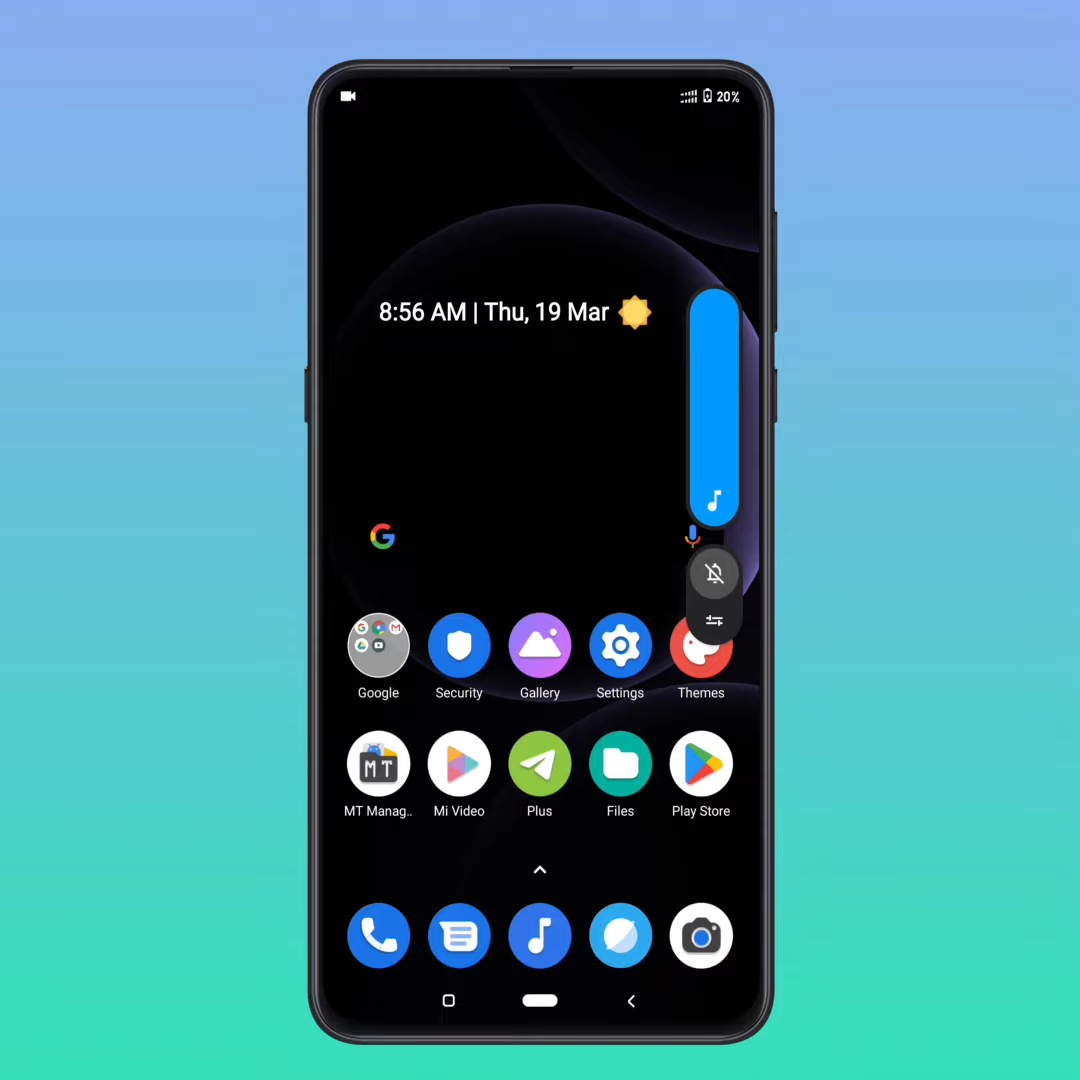 20%
8:56 AM | Thu, 19 Mar
Google Security Gallery Settings Themes
MT
MT Manag.. Mi Video Plus Files Play Store